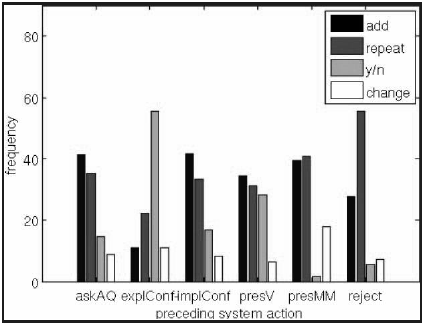 80
60
40
20
0
frequency
add
repeat
y/n
change
askAQ explConf implConf presV presMM reject
preceding system action